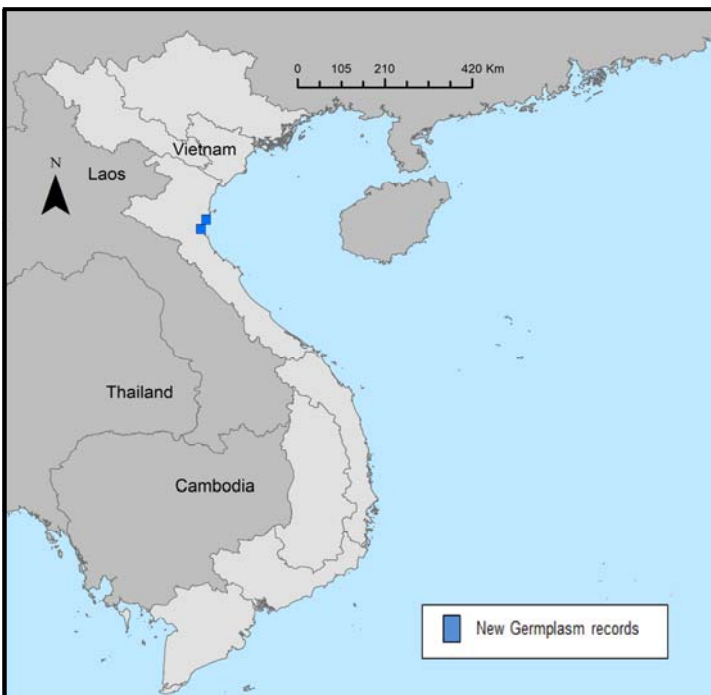 0 105 210 420 Km
Vietnam
N
Laos
Thailand
Cambodia
New Germplasm records